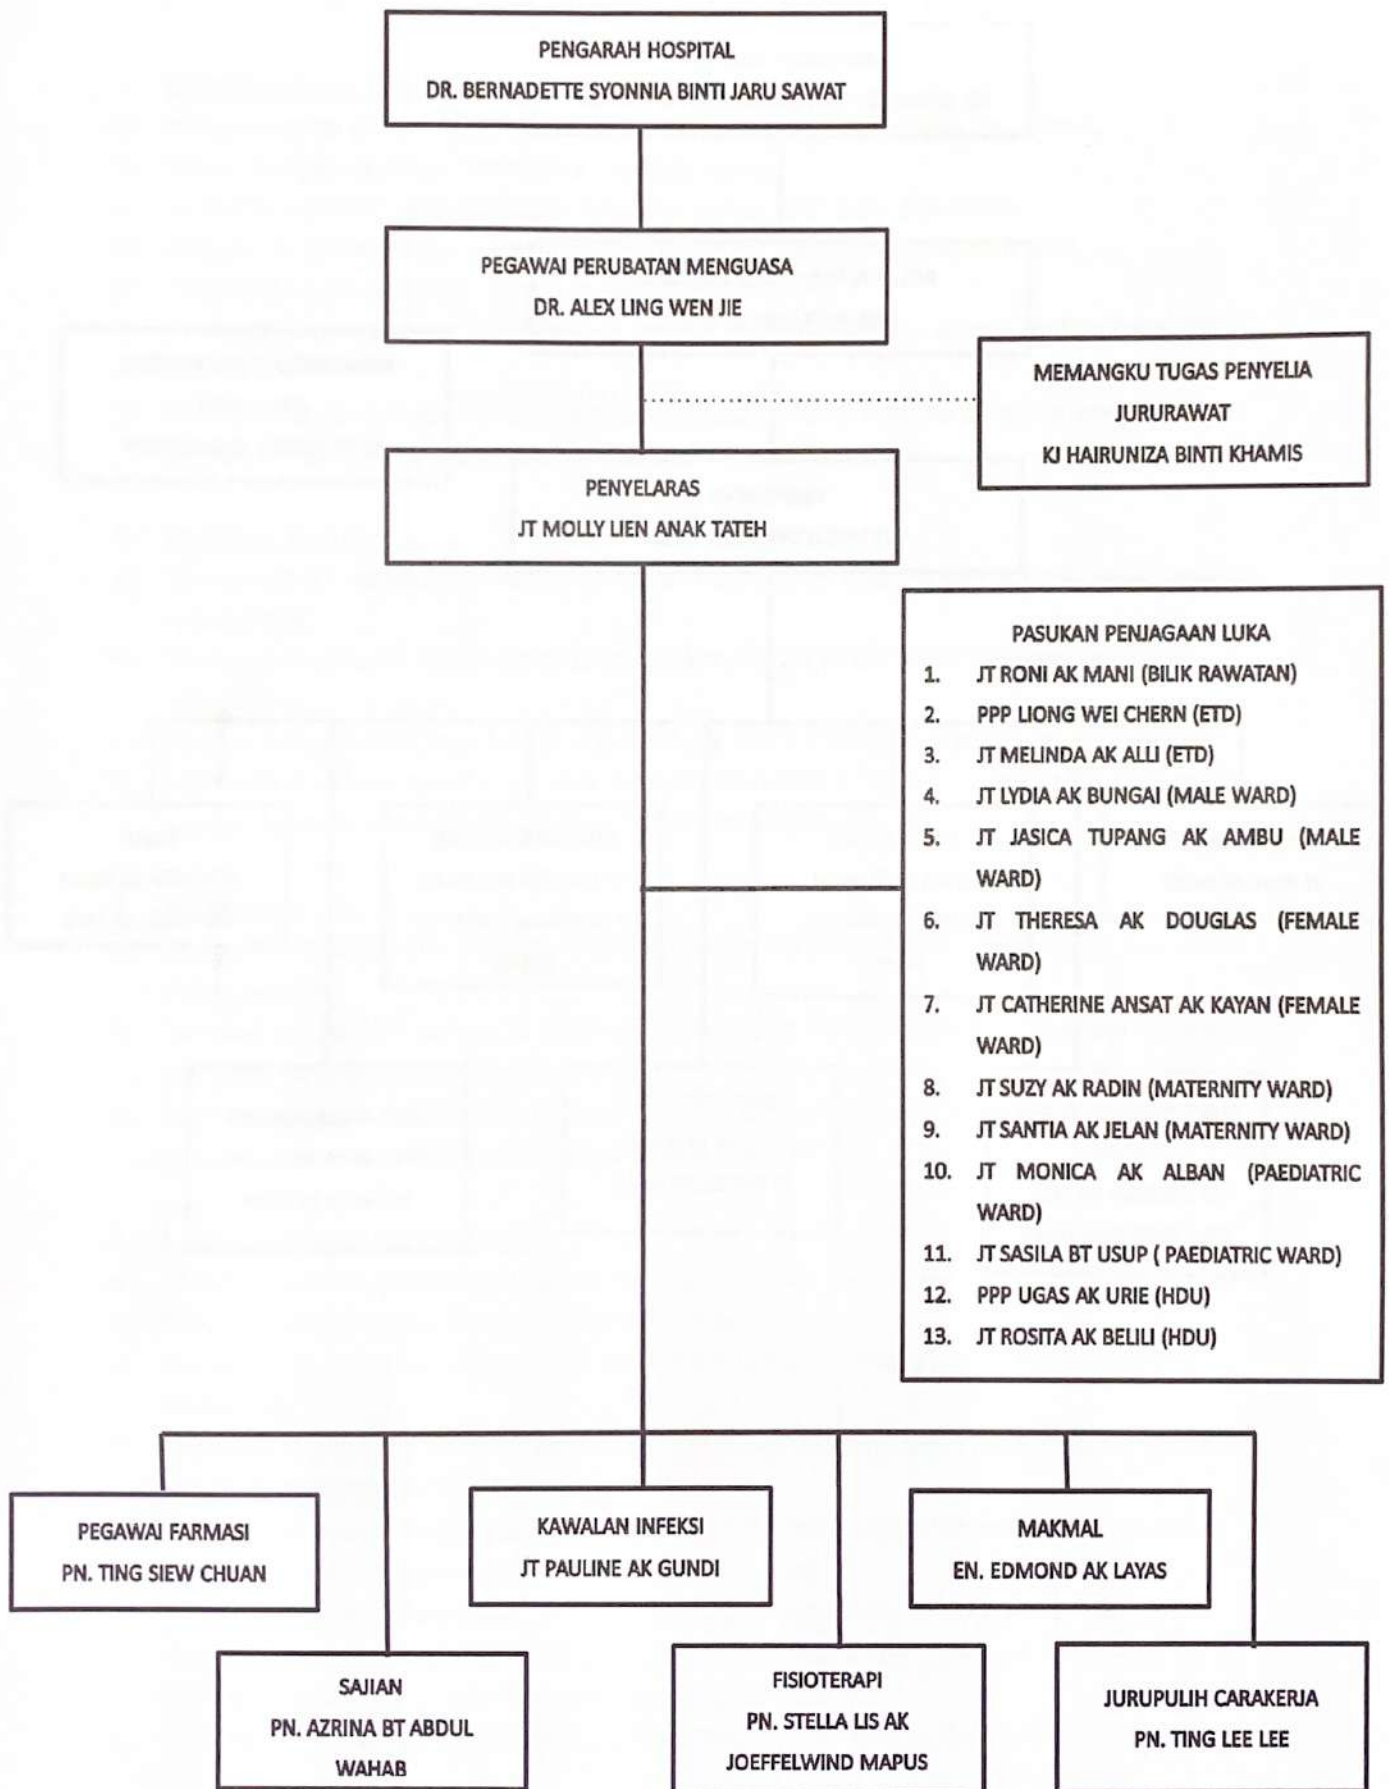 PENGARAH HOSPITAL
DR. BERNADETTE SYONNIA BINTI JARU SAWAT
PEGAWAI PERUBATAN MENGUASA
DR. ALEX LING WEN JIE
MEMANGKU TUGAS PENYELIA
JURURAWAT
KJ HAIRUNIZA BINTI KHAMIS
PENYELARAS
JT MOLLY LIEN ANAK TATEH
PASUKAN PENJAGAAN LUKA
1. JT RONI AK MANI (BILIK RAWATAN)
2. PPP LIONG WEI CHERN (ETD)
3. JT MELINDA AK ALLI (ETD)
4. JT LYDIA AK BUNGAI (MALE WARD)
5. JT JASICA TUPANG AK AMBU (MALE
WARD)
6. JT THERESA AK DOUGLAS (FEMALE
WARD)
7. JT CATHERINE ANSAT AK KAYAN (FEMALE
WARD)
8. JT SUZY AK RADIN (MATERNITY WARD)
9. JT SANTIA AK JELAN (MATERNITY WARD)
10. JT MONICA AK ALBAN (PAEDIATRIC
WARD)
11. JT SASILA BT USUP ( PAEDIATRIC WARD)
12. PPP UGAS AK URIE (HDU)
13. JT ROSITA AK BELILI (HDU)
PEGAWAI FARMASI
PN. TING SIEW CHUAN
KAWALAN INFEKSI
JT PAULINE AK GUNDI
MAKMAL
EN. EDMOND AK LAYAS
SAJIAN
PN. AZRINA BT ABDUL
WAHAB
FISIOTERAPI
PN. STELLA LIS AK
JOEFFELWIND MAPUS
JURUPULIH CARAKERJA
PN. TING LEE LEE